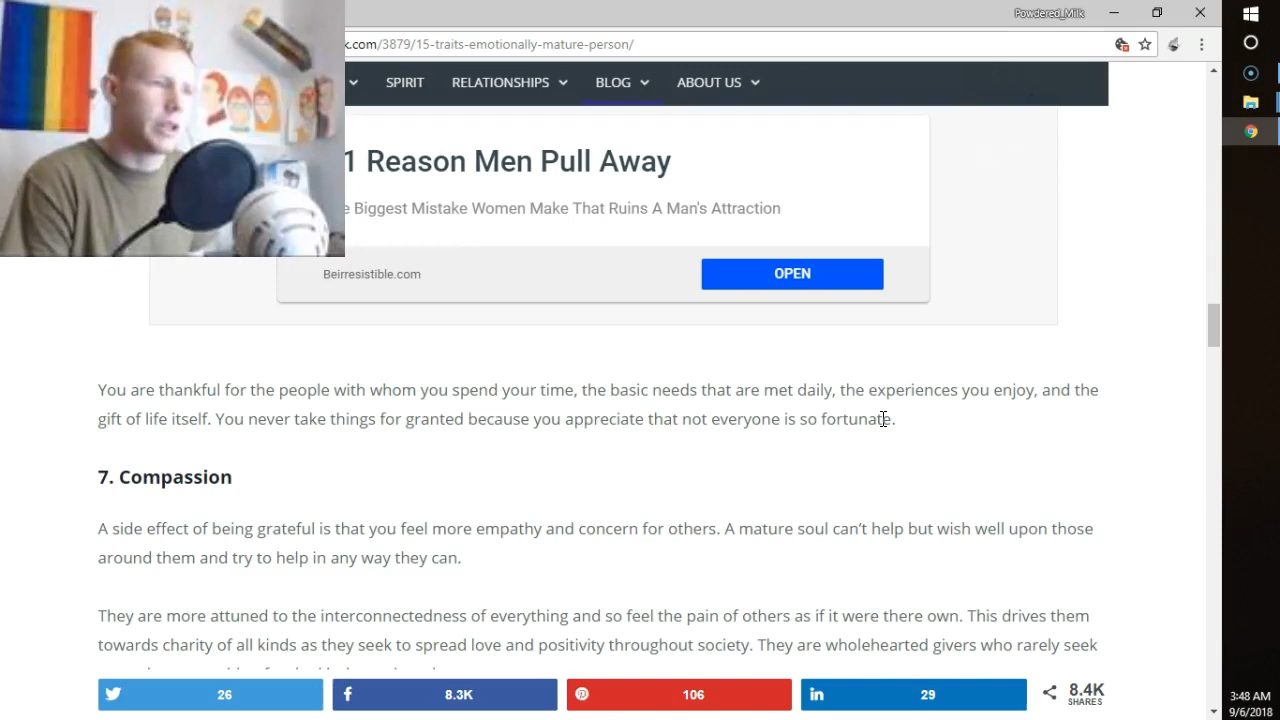 Powdered_Milk
k.com/3879/15-traits-emotionally-mature-person/
SPIRIT RELATIONSHIPS BLOG ABOUT US
1 Reason Men Pull Away
e Biggest Mistake Women Make That Ruins A Man's Attraction
Beirresistible.com
OPEN
You are thankful for the people with whom you spend your time, the basic needs that are met daily, the experiences you enjoy, and the
gift of life itself. You never take things for granted because you appreciate that not everyone is so fortunate.
7. Compassion
A side effect of being grateful is that you feel more empathy and concern for others. A mature soul can’t help but wish well upon those
around them and try to help in any way they can.
They are more attuned to the interconnectedness of everything and so feel the pain of others as if it were there own. This drives them
towards charity of all kinds as they seek to spread love and positivity throughout society. They are wholehearted givers who rarely seek
26 8.3K 106 29 8.4K
SHARES
3:48 AM
9/6/2018